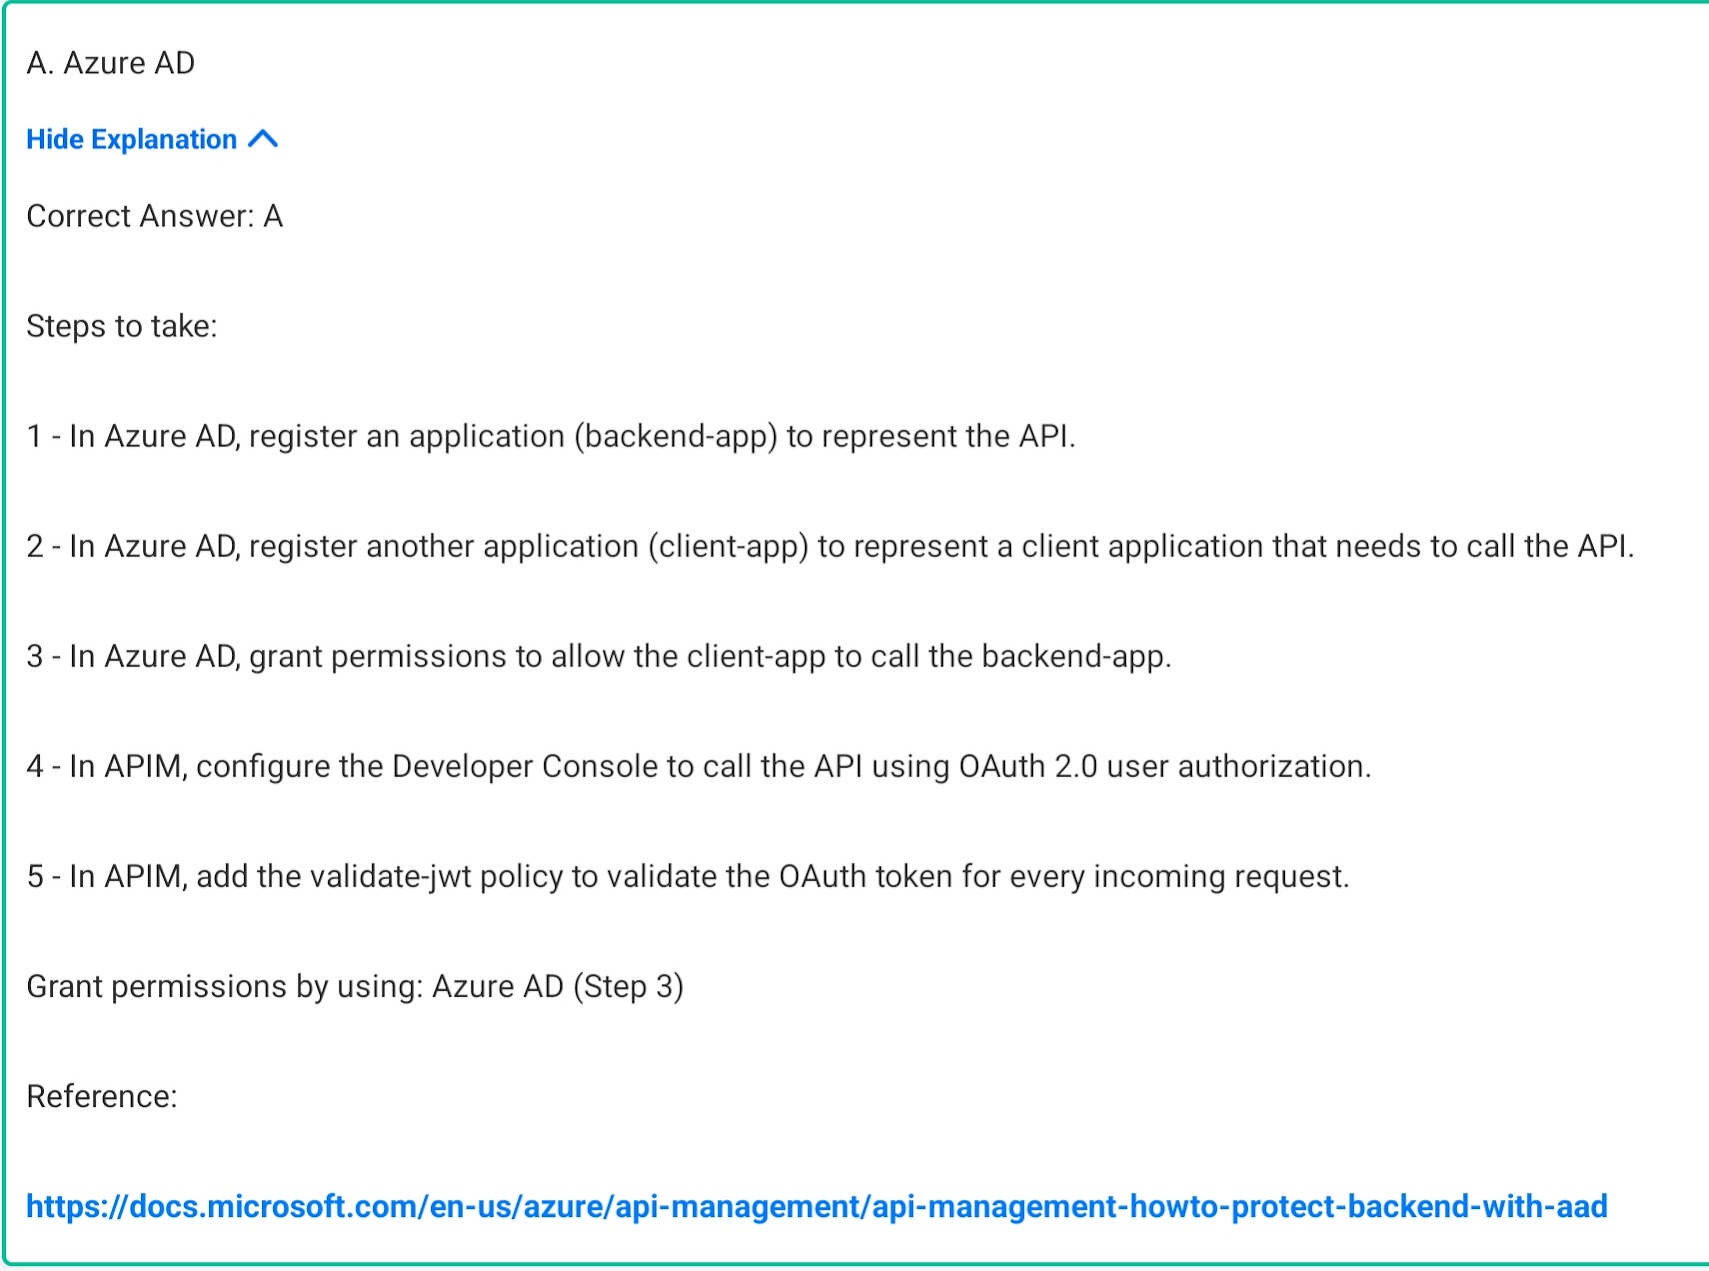 A. Azure AD
Hide Explanation
Correct Answer: A
Steps to take:
1 - In Azure AD, register an application (backend-app) to represent the API.
2 - In Azure AD, register another application (client-app) to represent a client application that needs to call the API.
3 - In Azure AD, grant permissions to allow the client-app to call the backend-app.
4 - In APIM, configure the Developer Console to call the API using OAuth 2.0 user authorization.
5 - In APIM, add the validate-jwt policy to validate the OAuth token for every incoming request.
Grant permissions by using: Azure AD (Step 3)
Reference:
https://docs.microsoft.com/en-us/azure/api-management/api-management-howto-protect-backend-with-aad